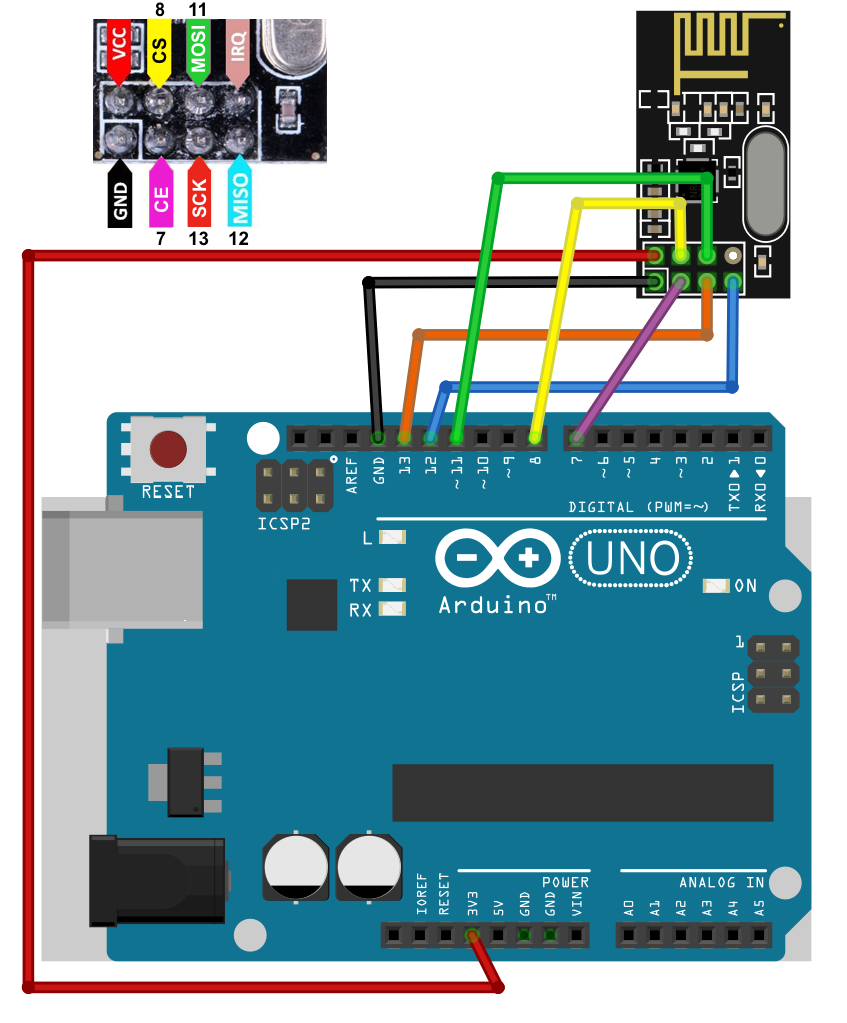 8 11
VCC CS MOSI IRQ
GND CE SCK MISO
7 13 12
RESET
ICSP2
AREF GND 13 12 ~11 ~10 ~9 8 7 ~6 ~5 4 ~3 2 TX0▶1 RX0◀0
DIGITAL (PWM=~)
L
TX
RX
UNO
Arduino™
ON
1
ICSP
POWER
ANALOG IN
IOREF RESET 3V3 5V GND GND VIN A0 A1 A2 A3 A4 A5